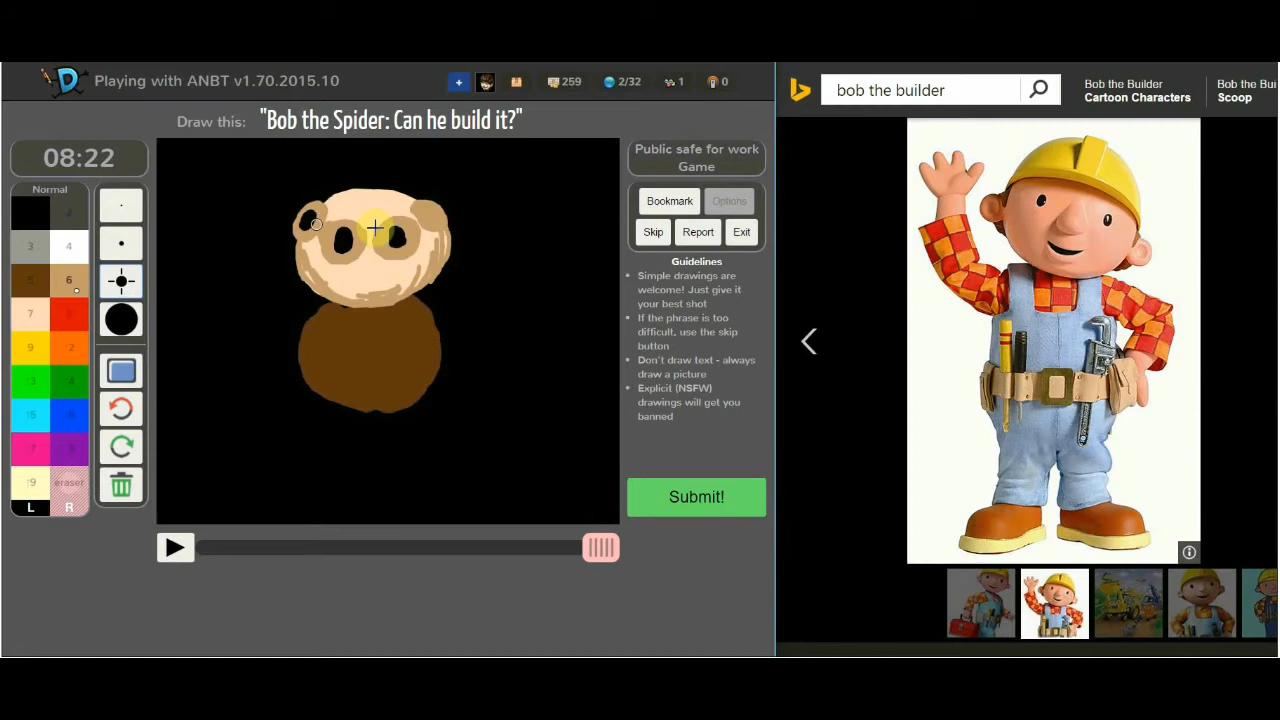 Playing with ANBT v1.70.2015.10
+
259
2/32
1
0
Draw this: "Bob the Spider: Can he build it?"
08:22
Normal
3
4
5
6
7
9
eraser
L
R
Public safe for work
Game
Bookmark
Options
Skip
Report
Exit
Guidelines
Simple drawings are
welcome! Just give it
your best shot
If the phrase is too
difficult, use the skip
button
Don't draw text - always
draw a picture
Explicit (NSFW)
drawings will get you
banned
Submit!
bob the builder
Bob the Builder
Cartoon Characters
Bob the Bui
Scoop